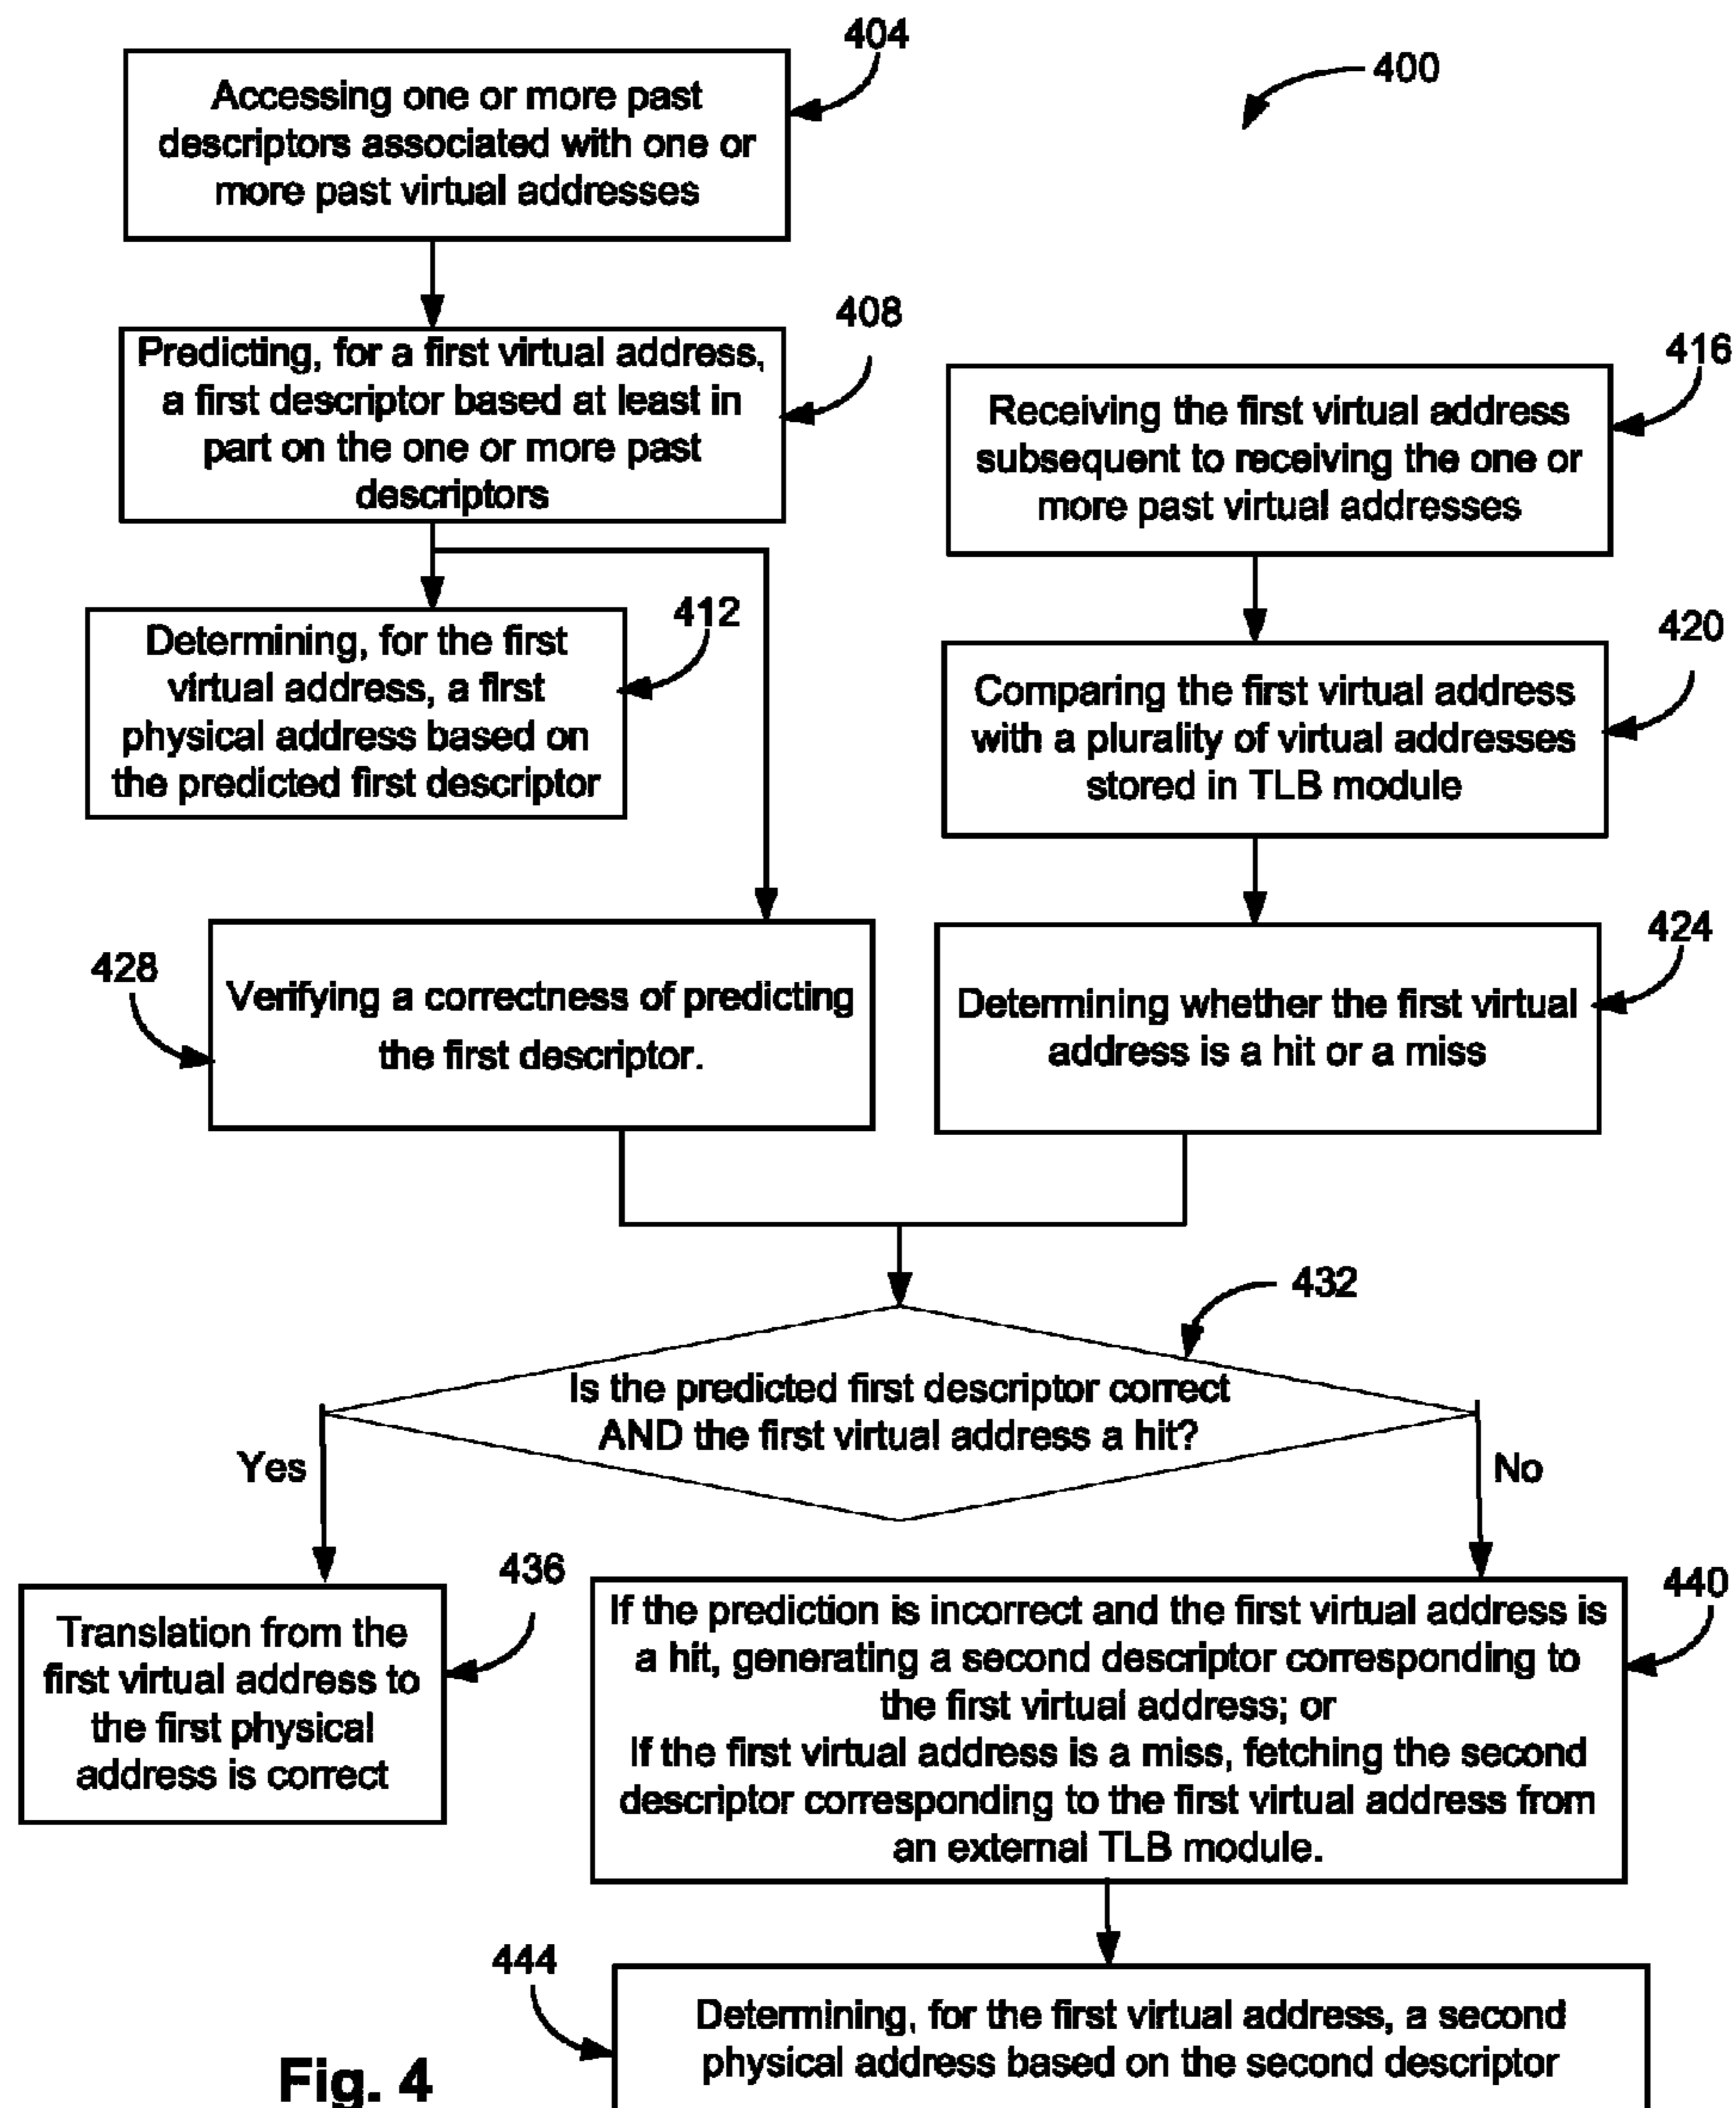 404
400
Accessing one or more past
descriptors associated with one or
more past virtual addresses
408
Predicting, for a first virtual address,
a first descriptor based at least in
part on the one or more past
descriptors
416
Receiving the first virtual address
subsequent to receiving the one or
more past virtual addresses
412
Determining, for the first
virtual address, a first
physical address based on
the predicted first descriptor
420
Comparing the first virtual address
with a plurality of virtual addresses
stored in TLB module
428
Verifying a correctness of predicting
the first descriptor.
424
Determining whether the first virtual
address is a hit or a miss
432
Is the predicted first descriptor correct
AND the first virtual address a hit?
Yes
No
436
Translation from the
first virtual address to
the first physical
address is correct
440
If the prediction is incorrect and the first virtual address is
a hit, generating a second descriptor corresponding to
the first virtual address; or
If the first virtual address is a miss, fetching the second
descriptor corresponding to the first virtual address from
an external TLB module.
444
Determining, for the first virtual address, a second
physical address based on the second descriptor
Fig. 4